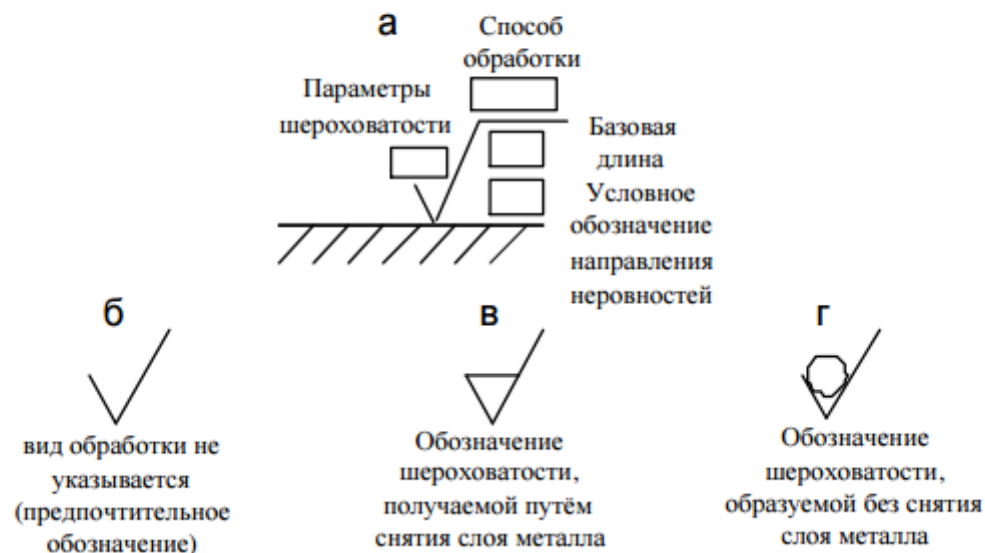 а
Способ
обработки
Параметры
шероховатости
Базовая
длина
Условное
обозначение
направления
неровностей
б
вид обработки не
указывается
(предпочтительное
обозначение)
в
Обозначение
шероховатости,
получаемой путём
снятия слоя металла
г
Обозначение
шероховатости,
образуемой без снятия
слоя металла